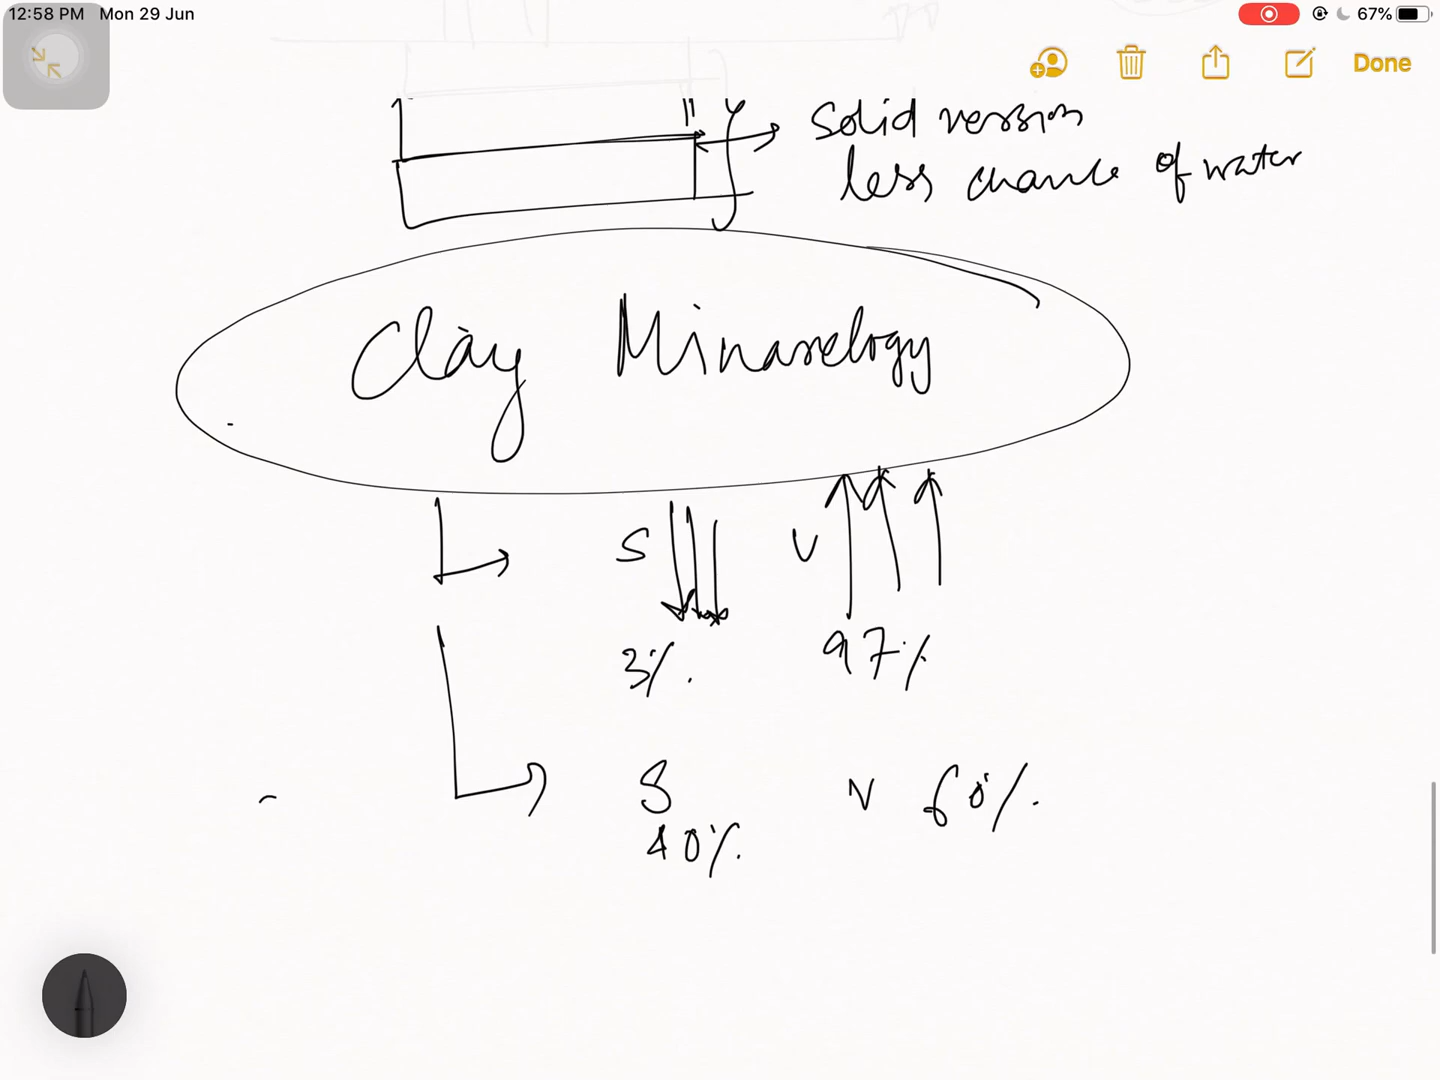 12:58 PM Mon 29 Jun
67%
Done
Solid version
less chance of water
Clay Minarelogy
S V
3% 97%
S V 60%
40%